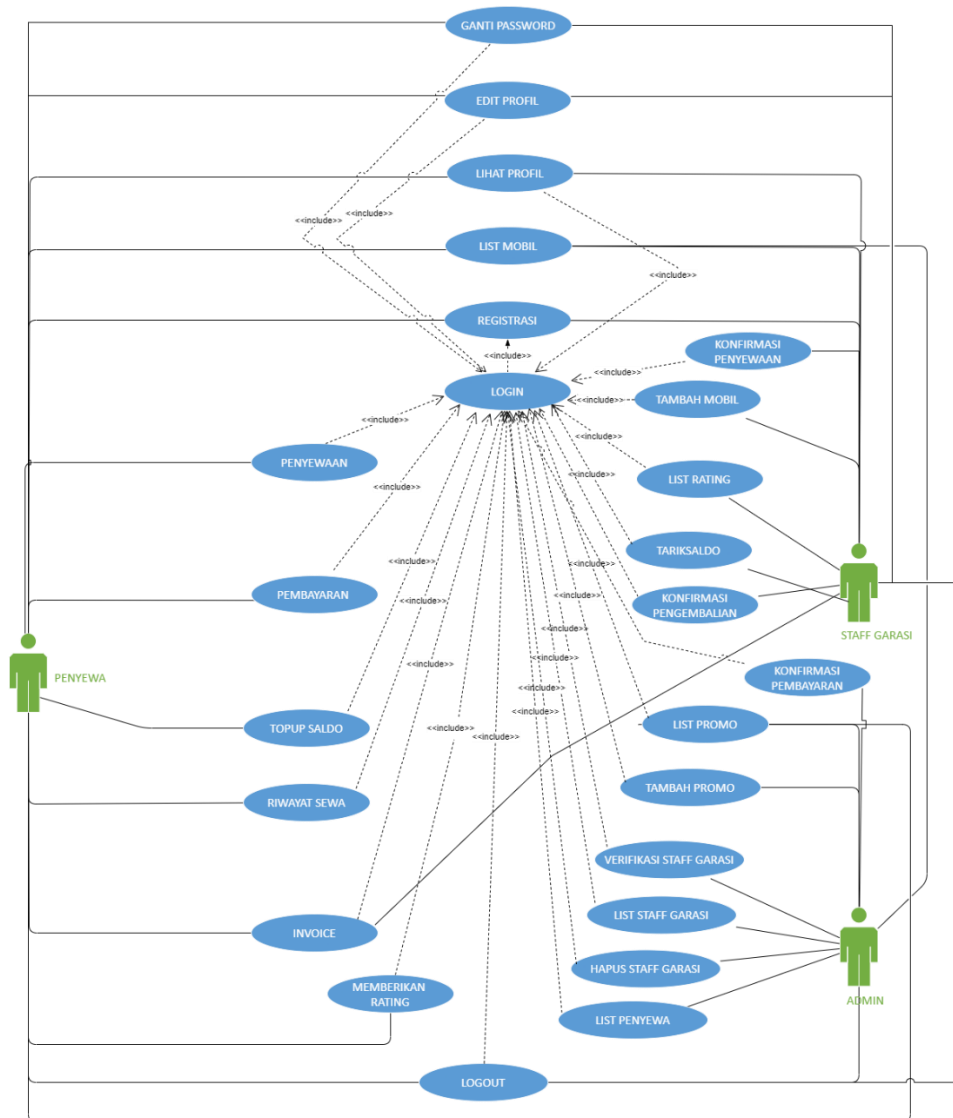 GANTI PASSWORD
EDIT PROFIL
LIHAT PROFIL
<<include>>
<<include>>
LIST MOBIL
<<include>>
REGISTRASI
<<include>>
KONFIRMASI
PENYEWAAN
<<include>>
LOGIN
<<include>>
TAMBAH MOBIL
<<include>>
PENYEWAAN
<<include>>
<<include>>
LIST RATING
TARIKSALDO
<<include>>
<<include>>
PEMBAYARAN
<<include>>
KONFIRMASI
PENGEMBALIAN
STAFF GARASI
<<include>>
<<include>>
PENYEWA
<<include>>
KONFIRMASI
PEMBAYARAN
<<include>>
<<include>>
TOPUP SALDO
<<include>>
<<include>>
LIST PROMO
<<include>>
<<include>>
RIWAYAT SEWA
TAMBAH PROMO
VERIFIKASI STAFF GARASI
INVOICE
LIST STAFF GARASI
HAPUS STAFF GARASI
MEMBERIKAN
RATING
ADMIN
LIST PENYEWA
LOGOUT